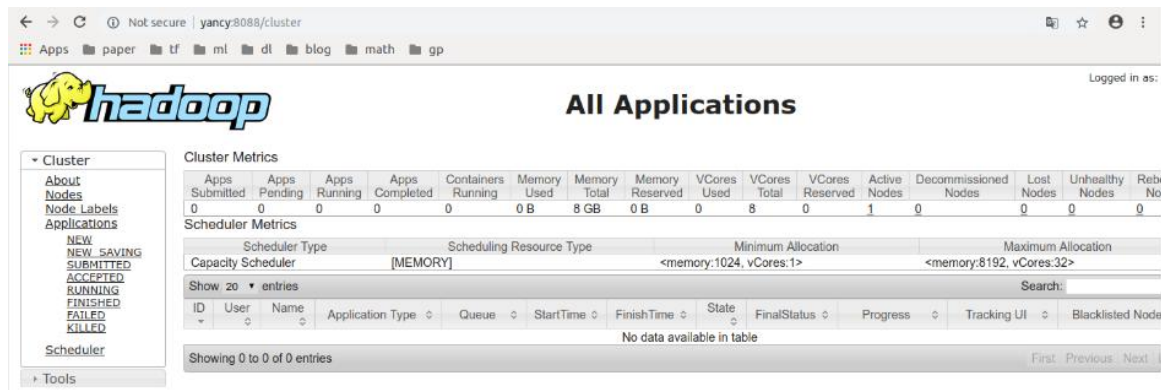 Not secure | yancy:8088/cluster
Apps paper tf ml dl blog math gp
Logged in as:
hadoop
All Applications
Cluster
About
Nodes
Node Labels
Applications
NEW
NEW_SAVING
SUBMITTED
ACCEPTED
RUNNING
FINISHED
FAILED
KILLED
Scheduler
Tools
Cluster Metrics
Apps Submitted Apps Pending Apps Running Apps Completed Containers Running Memory Used Memory Total Memory Reserved VCores Used VCores Total VCores Reserved Active Nodes Decommissioned Nodes Lost Nodes Unhealthy Nodes
0 0 0 0 0 0 B 8 GB 0 B 0 8 0 1 0 0 0 0
Scheduler Metrics
Scheduler Type Scheduling Resource Type Minimum Allocation Maximum Allocation
Capacity Scheduler [MEMORY] <memory:1024, vCores:1> <memory:8192, vCores:32>
Show 20 entries Search:
ID User Name Application Type Queue StartTime FinishTime State FinalStatus Progress Tracking UI Blacklisted Node
No data available in table
Showing 0 to 0 of 0 entries First Previous Next